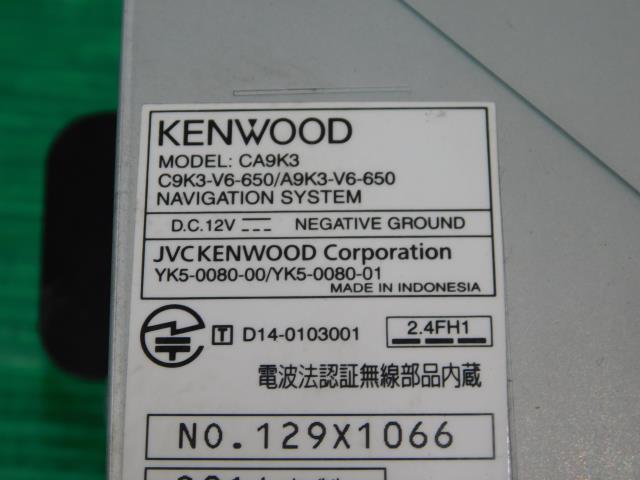 KENWOOD
MODEL: CA9K3
C9K3-V6-650/A9K3-V6-650
NAVIGATION SYSTEM
D.C.12V ⎓ NEGATIVE GROUND
JVCKENWOOD Corporation
YK5-0080-00/YK5-0080-01
MADE IN INDONESIA
T D14-0103001 2.4FH1
電波法認証無線部品内蔵
NO.129X1066